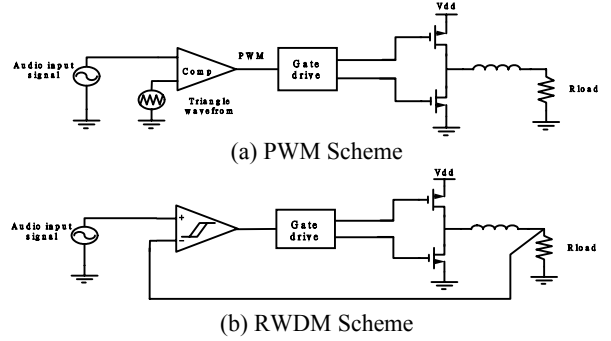 Vdd
PWM
Audio input
signal
Comp
Gate
drive
Triangle
wavefrom
Rload
(a) PWM Scheme
Vdd
Audio input
signal
+
−
Gate
drive
Rload
(b) RWDM Scheme